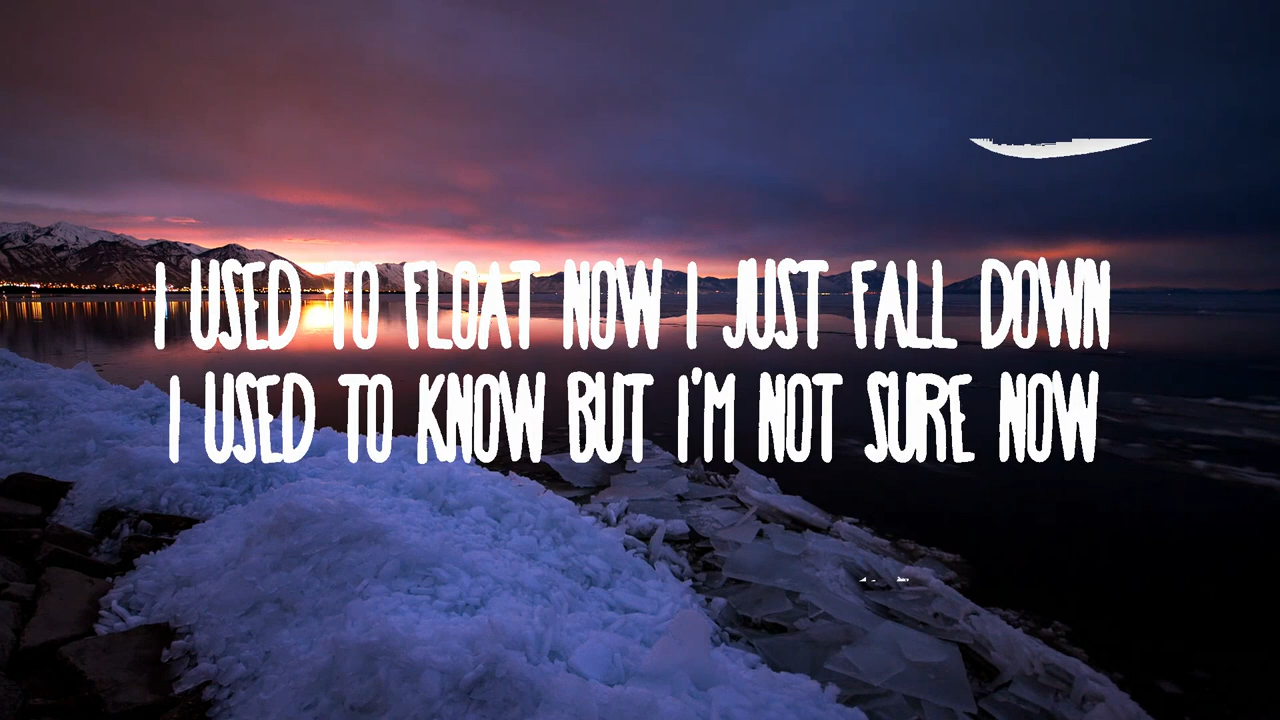 I USED TO FLOAT NOW I JUST FALL DOWN
I USED TO KNOW BUT I'M NOT SURE NOW